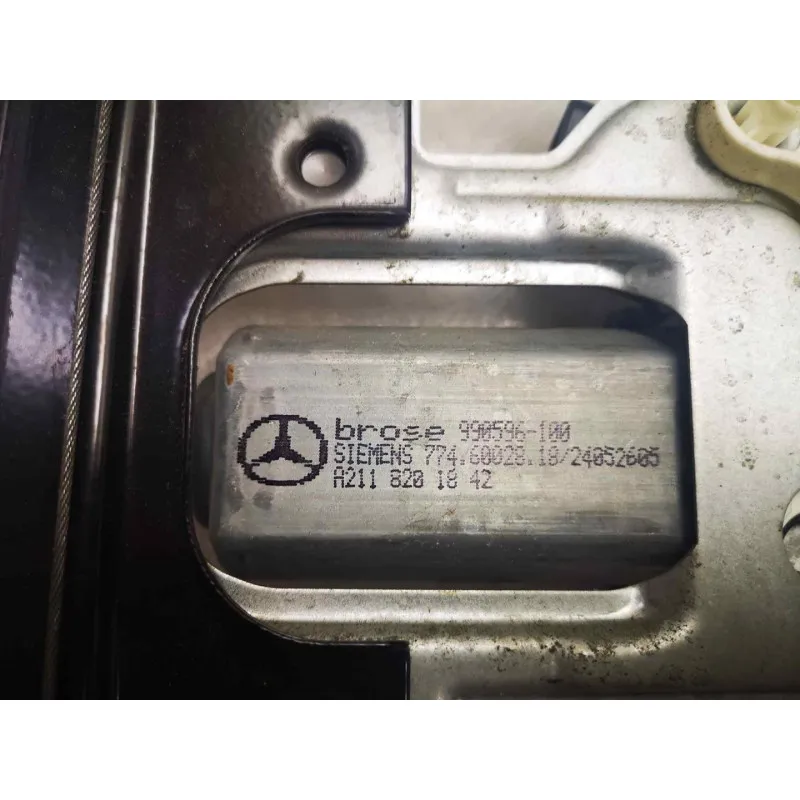 brose 990596-100
SIEMENS 774.60028.18/24052605
A211 820 18 42